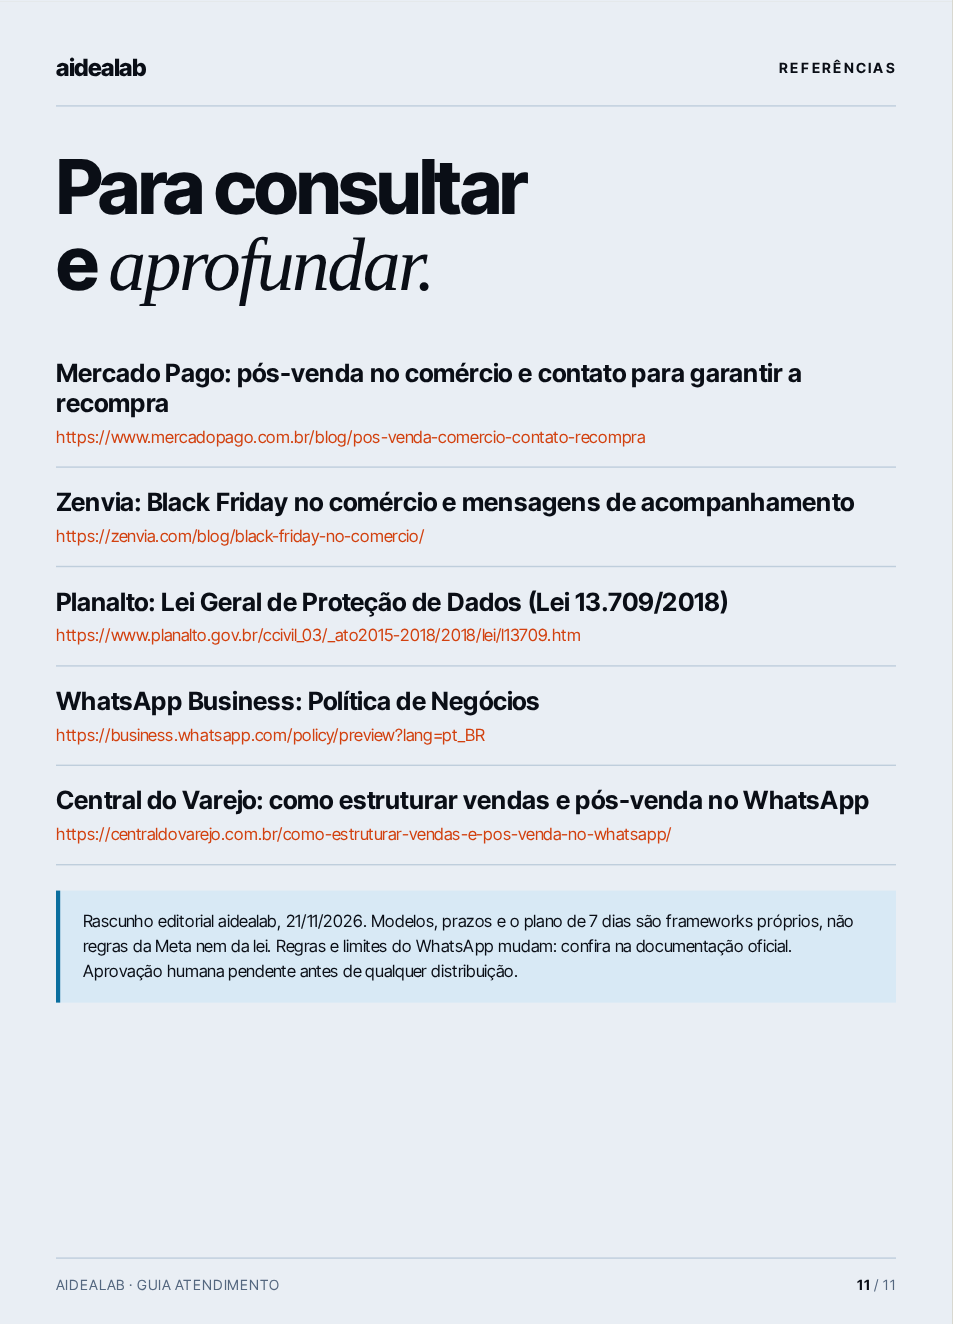 aidealab
REFERÊNCIAS
Para consultar
e aprofundar.
Mercado Pago: pós-venda no comércio e contato para garantir a
recompra
https://www.mercadopago.com.br/blog/pos-venda-comercio-contato-recompra
Zenvia: Black Friday no comércio e mensagens de acompanhamento
https://zenvia.com/blog/black-friday-no-comercio/
Planalto: Lei Geral de Proteção de Dados (Lei 13.709/2018)
https://www.planalto.gov.br/ccivil_03/_ato2015-2018/2018/lei/l13709.htm
WhatsApp Business: Política de Negócios
https://business.whatsapp.com/policy/preview?lang=pt_BR
Central do Varejo: como estruturar vendas e pós-venda no WhatsApp
https://centraldovarejo.com.br/como-estruturar-vendas-e-pos-venda-no-whatsapp/
Rascunho editorial aidealab, 21/11/2026. Modelos, prazos e o plano de 7 dias são frameworks próprios, não
regras da Meta nem da lei. Regras e limites do WhatsApp mudam: confira na documentação oficial.
Aprovação humana pendente antes de qualquer distribuição.
AIDEALAB · GUIA ATENDIMENTO
11 / 11